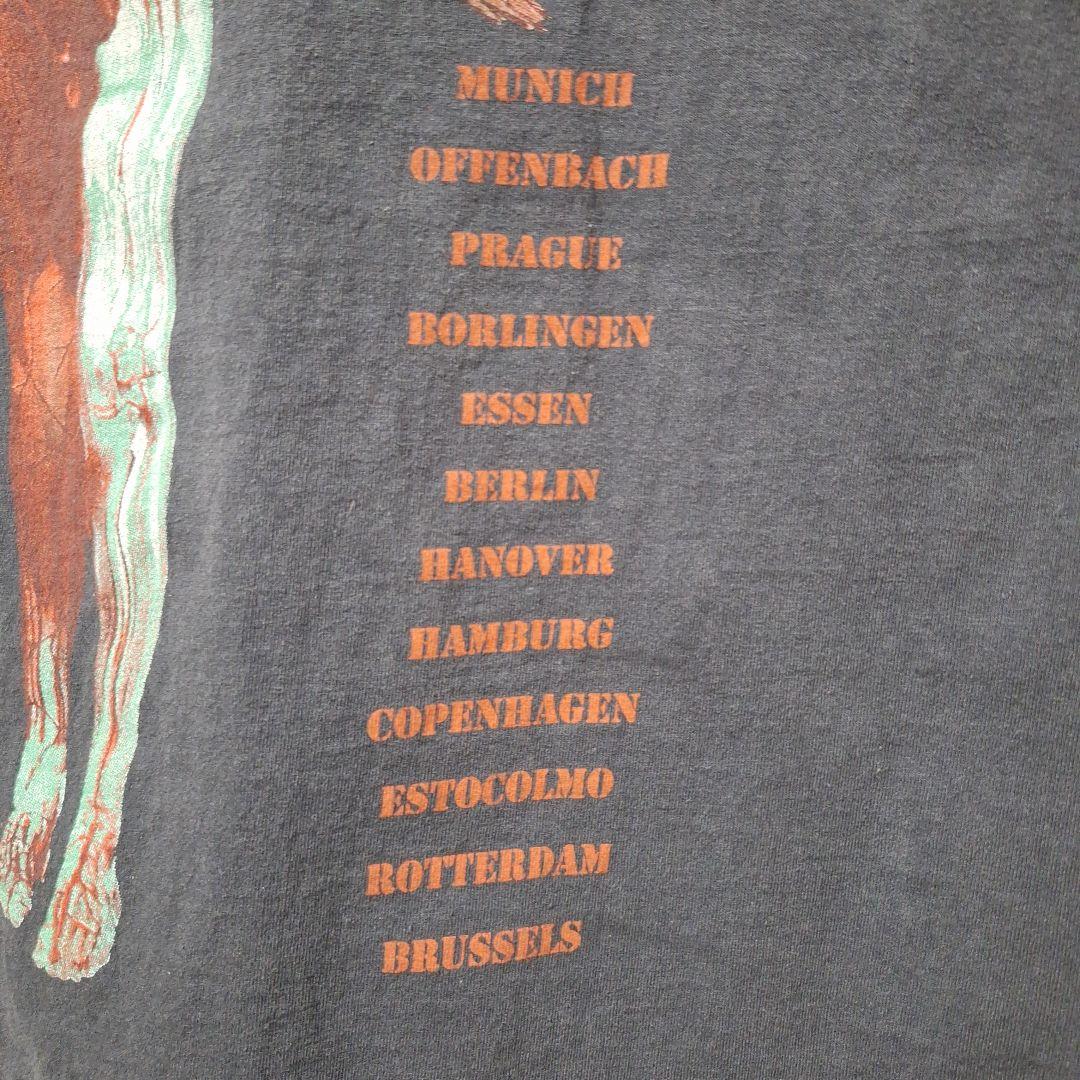 MUNICH
OFFENBACH
PRAGUE
BORLINGEN
ESSEN
BERLIN
HANOVER
HAMBURG
COPENHAGEN
ESTOCOLMO
ROTTERDAM
BRUSSELS